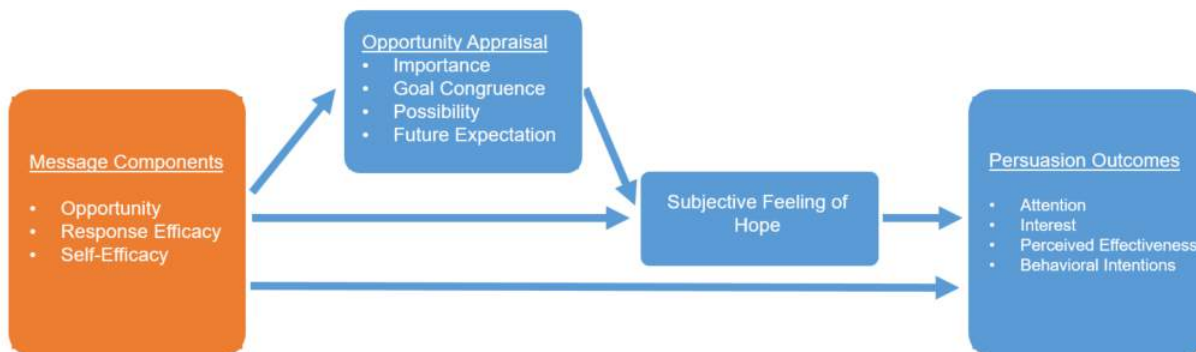 Message Components
• Opportunity
• Response Efficacy
• Self-Efficacy
Opportunity Appraisal
• Importance
• Goal Congruence
• Possibility
• Future Expectation
Subjective Feeling of
Hope
Persuasion Outcomes
• Attention
• Interest
• Perceived Effectiveness
• Behavioral Intentions